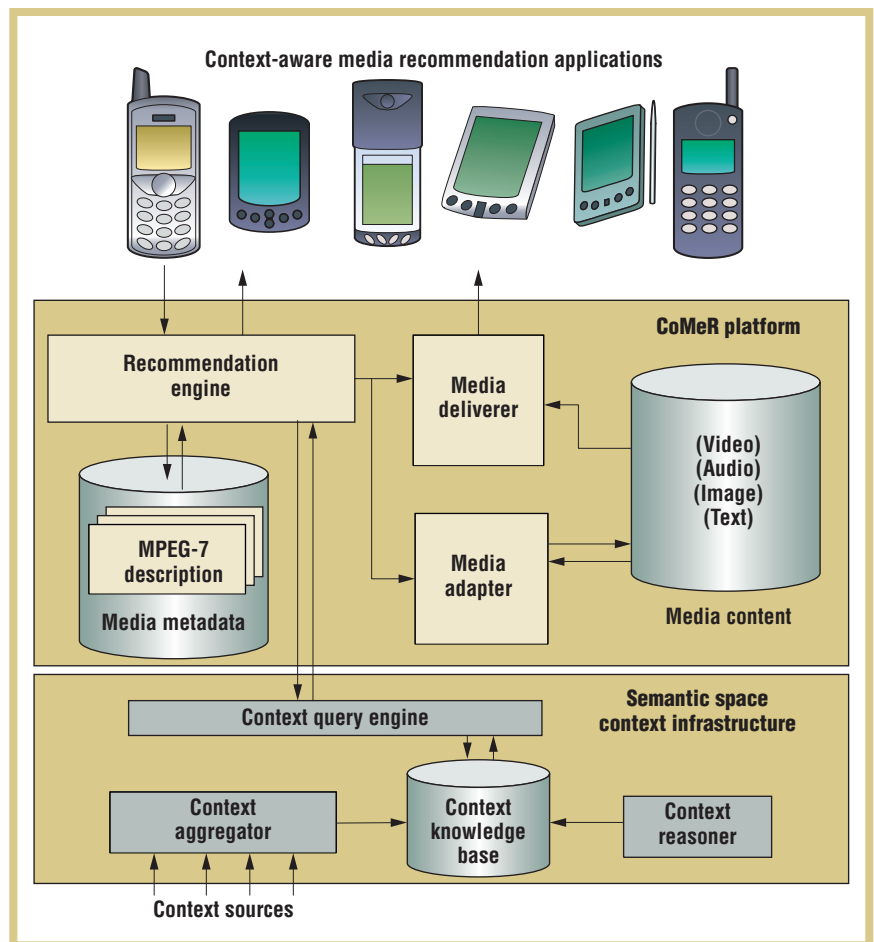 Context-aware media recommendation applications
CoMeR platform
Recommendation
engine
Media
deliverer
(Video)
(Audio)
(Image)
(Text)
MPEG-7
description
Media metadata
Media
adapter
Media content
Semantic space
context infrastructure
Context query engine
Context
aggregator
Context
knowledge
base
Context
reasoner
Context sources